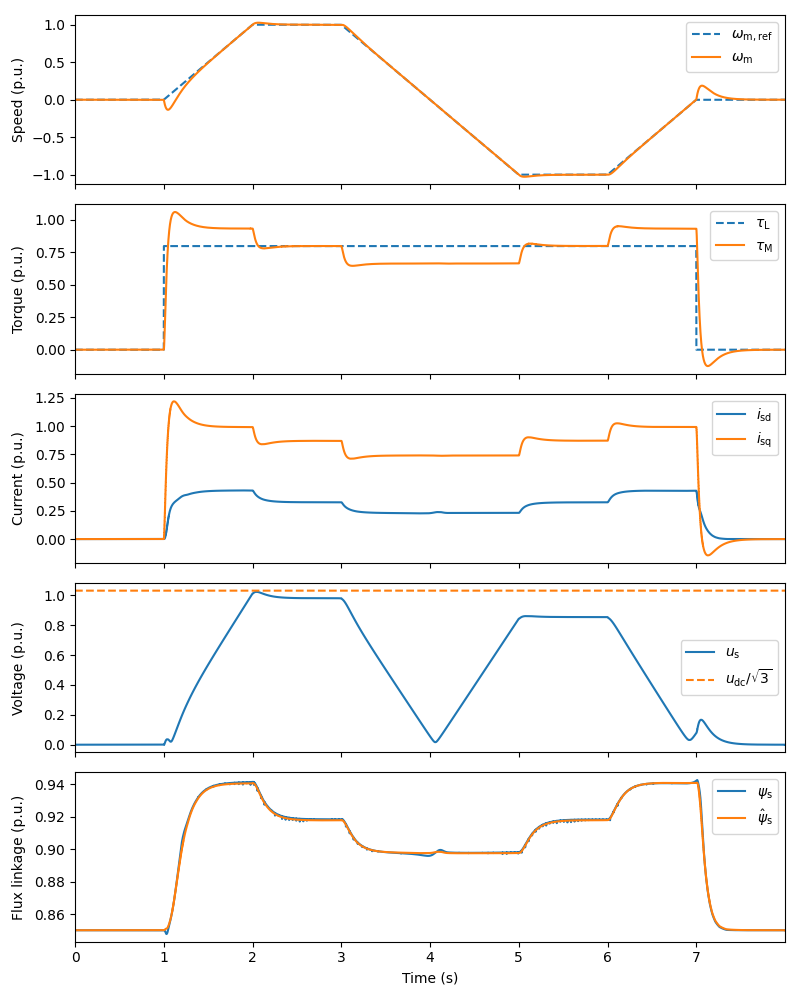 1.0
0.5
0.0
−0.5
−1.0
Speed (p.u.)
ω_m, ref
ω_m
1.00
0.75
0.50
0.25
0.00
Torque (p.u.)
τ_L
τ_M
1.25
1.00
0.75
0.50
0.25
0.00
Current (p.u.)
i_sd
i_sq
1.0
0.8
0.6
0.4
0.2
0.0
Voltage (p.u.)
u_s
u_dc/√3
0.94
0.92
0.90
0.88
0.86
Flux linkage (p.u.)
ψ_s
ψ̂_s
0 1 2 3 4 5 6 7
Time (s)